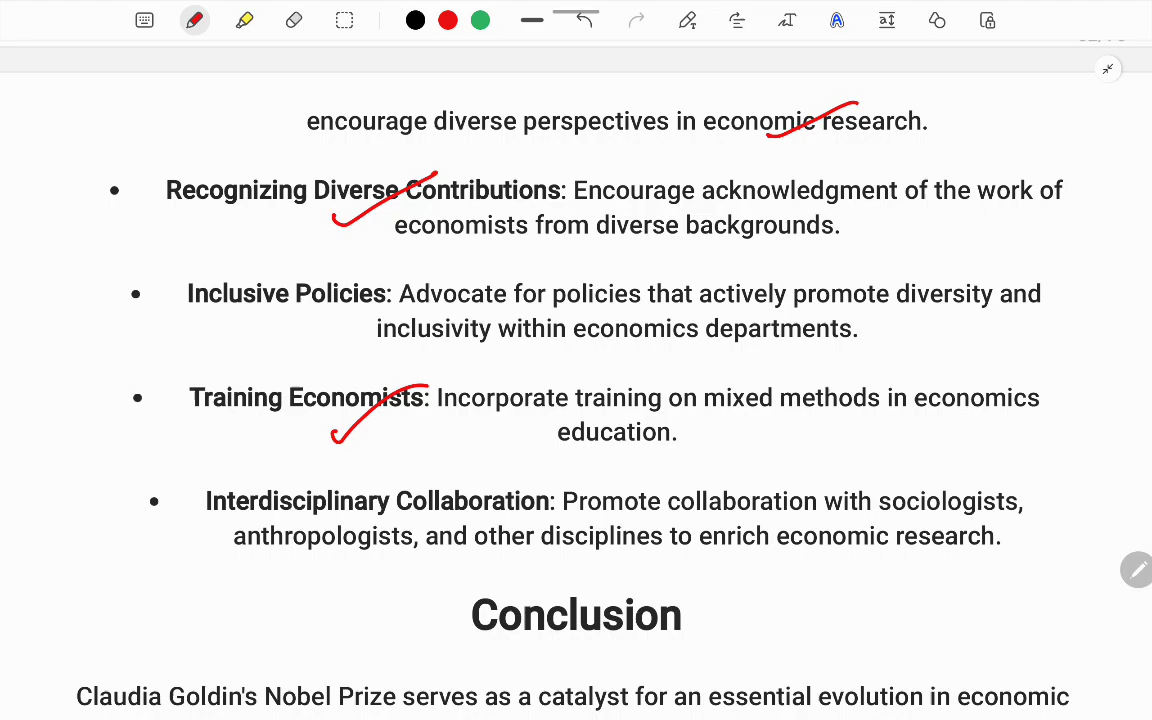 encourage diverse perspectives in economic research.
• Recognizing Diverse Contributions: Encourage acknowledgment of the work of
economists from diverse backgrounds.
• Inclusive Policies: Advocate for policies that actively promote diversity and
inclusivity within economics departments.
• Training Economists: Incorporate training on mixed methods in economics
education.
• Interdisciplinary Collaboration: Promote collaboration with sociologists,
anthropologists, and other disciplines to enrich economic research.
Conclusion
Claudia Goldin's Nobel Prize serves as a catalyst for an essential evolution in economic